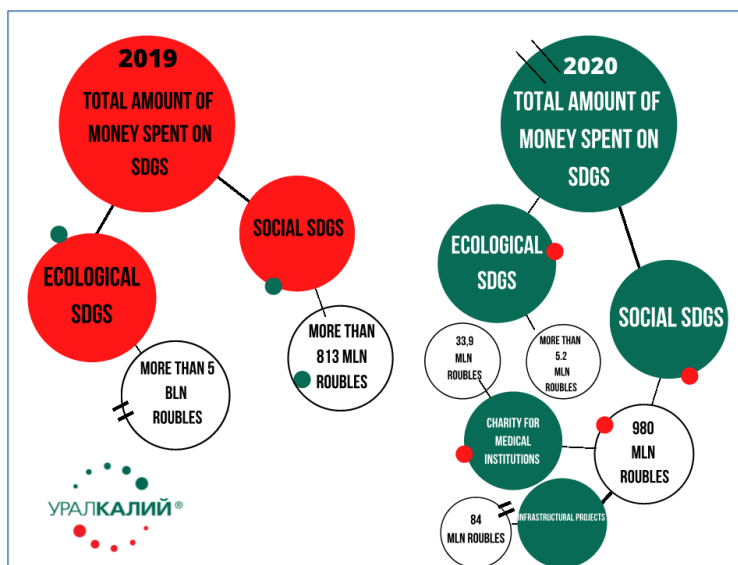 2019
TOTAL AMOUNT OF
MONEY SPENT ON
SDGS
ECOLOGICAL
SDGS
SOCIAL SDGS
MORE THAN 5
BLN
ROUBLES
MORE THAN
813 MLN
ROUBLES
УРАЛКАЛИЙ®
2020
TOTAL AMOUNT OF
MONEY SPENT ON
SDGS
ECOLOGICAL
SDGS
SOCIAL SDGS
33,9
MLN
ROUBLES
MORE THAN
5.2
MLN
ROUBLES
CHARITY FOR
MEDICAL
INSTITUTIONS
980
MLN
ROUBLES
INFRASTRUCTURAL PROJECTS
84
MLN ROUBLES